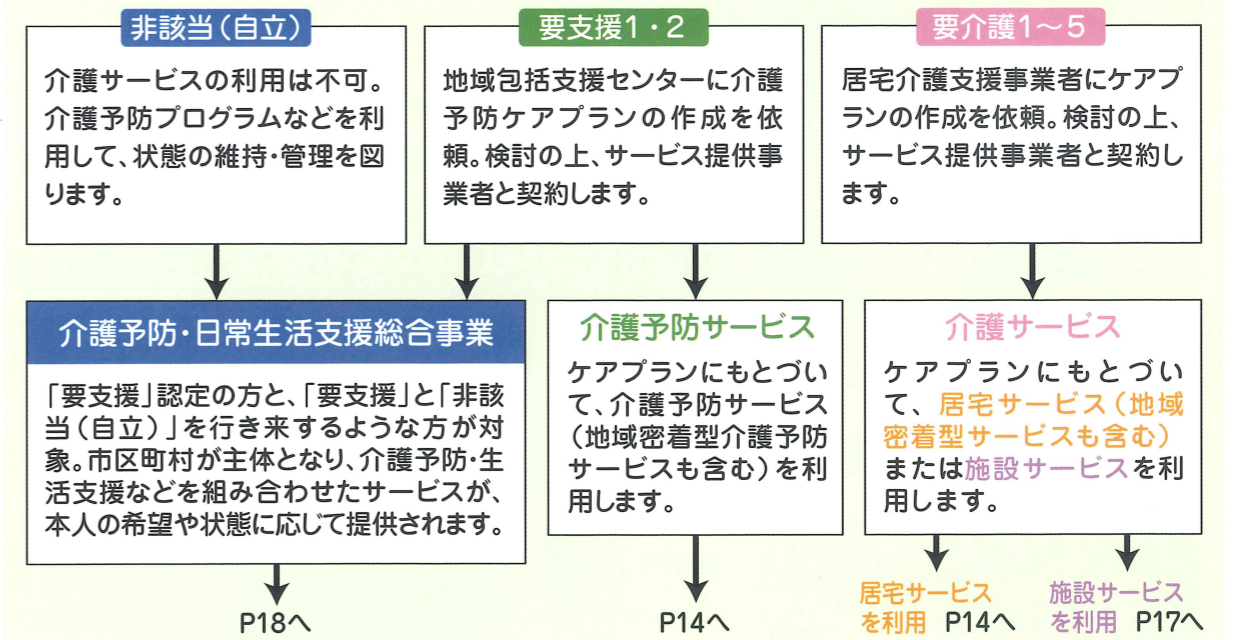 非該当（自立）
介護サービスの利用は不可。
介護予防プログラムなどを利
用して、状態の維持・管理を図
ります。
要支援1・2
地域包括支援センターに介護
予防ケアプランの作成を依
頼。検討の上、サービス提供事
業者と契約します。
要介護1〜5
居宅介護支援事業者にケアプ
ランの作成を依頼。検討の上、
サービス提供事業者と契約し
ます。
介護予防・日常生活支援総合事業
「要支援」認定の方と、「要支援」と「非該
当（自立）」を行き来するような方が対
象。市区町村が主体となり、介護予防・生
活支援などを組み合わせたサービスが、
本人の希望や状態に応じて提供されます。
P18へ
介護予防サービス
ケアプランにもとづい
て、介護予防サービス
（地域密着型介護予防
サービスも含む）を利
用します。
P14へ
介護サービス
ケアプランにもとづい
て、居宅サービス（地域
密着型サービスも含む）
または施設サービスを利
用します。
居宅サービス
を利用 P14へ
施設サービス
を利用 P17へ